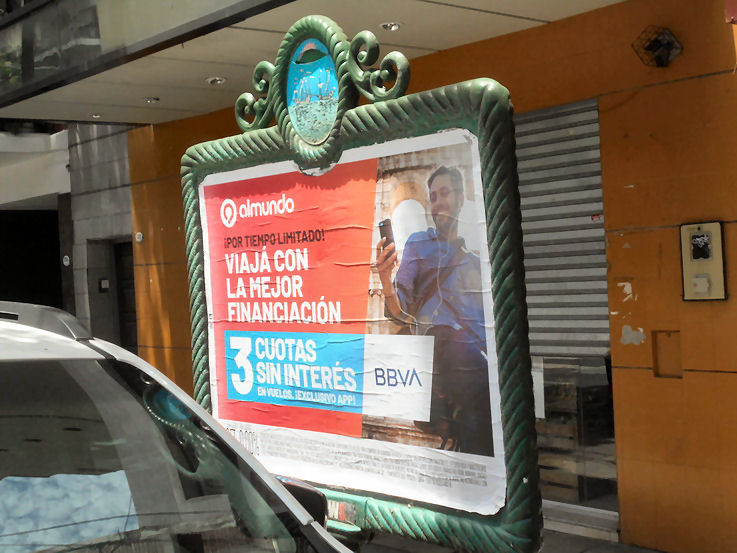 almundo
¡POR TIEMPO LIMITADO!
VIAJÁ CON
LA MEJOR
FINANCIACIÓN
3 CUOTAS
SIN INTERÉS
EN VUELOS. ¡EXCLUSIVO APP!
BBVA